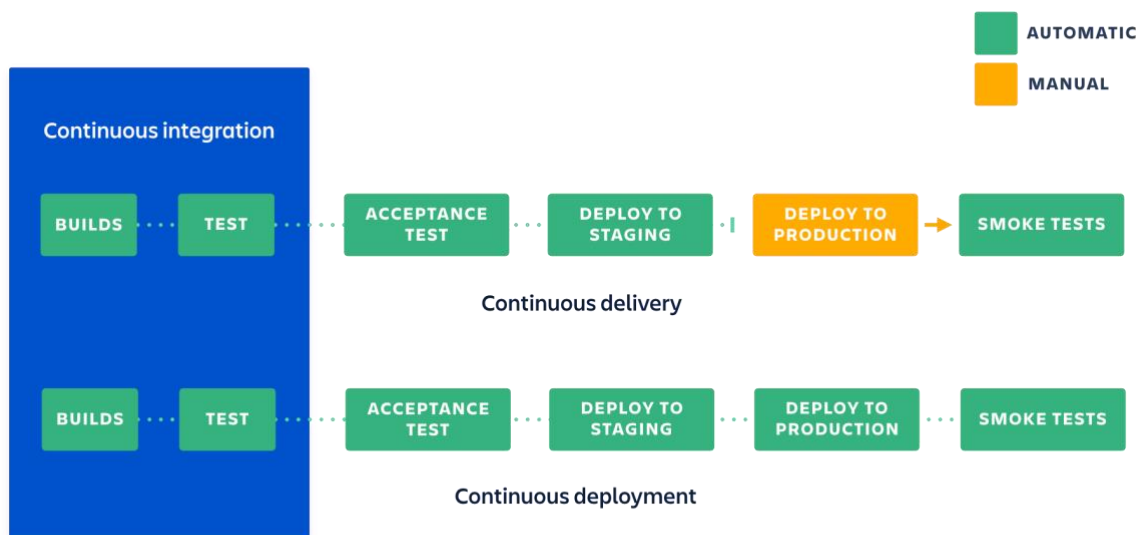 AUTOMATIC
MANUAL
Continuous integration
BUILDS
TEST
ACCEPTANCE
TEST
DEPLOY TO
STAGING
DEPLOY TO
PRODUCTION
SMOKE TESTS
Continuous delivery
BUILDS
TEST
ACCEPTANCE
TEST
DEPLOY TO
STAGING
DEPLOY TO
PRODUCTION
SMOKE TESTS
Continuous deployment